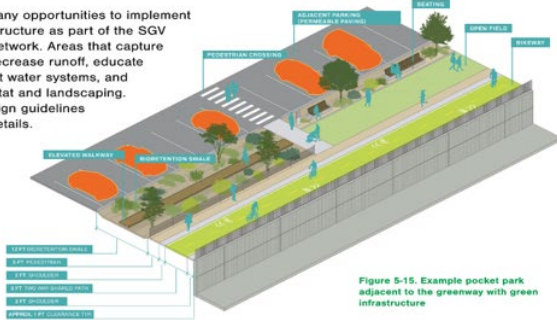 any opportunities to implement
ructure as part of the SGV
etwork. Areas that capture
ecrease runoff, educate
t water systems, and
tat and landscaping.
ign guidelines
etails.
ADJACENT PARKING
(PERMEABLE PAVING)
SEATING
OPEN FIELD
BIKEWAY
PEDESTRIAN CROSSING
ELEVATED WALKWAY
BIORETENTION SWALE
12 FT BIORETENTION SWALE
5 FT PEDESTRIAN
2 FT SHOULDER
FT TWO-WAY SHARED PATH
2 FT SHOULDER
APPROX. 1 FT CLEARANCE TYP.
Figure 5-15. Example pocket park
adjacent to the greenway with green
infrastructure